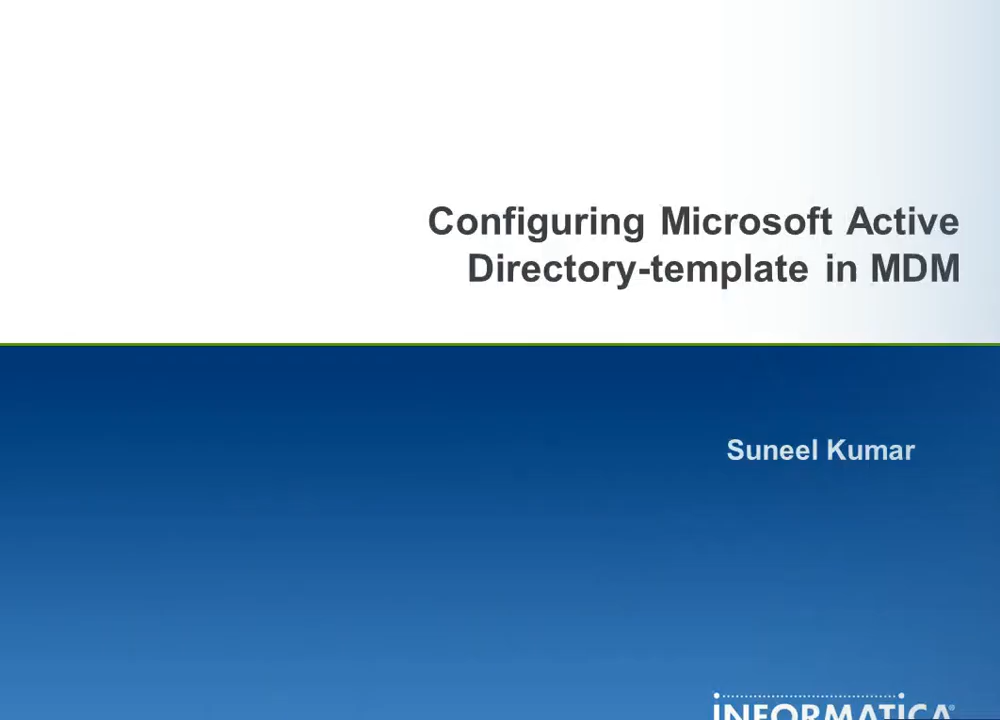 Configuring Microsoft Active
Directory-template in MDM
Suneel Kumar
INFORMATICA®